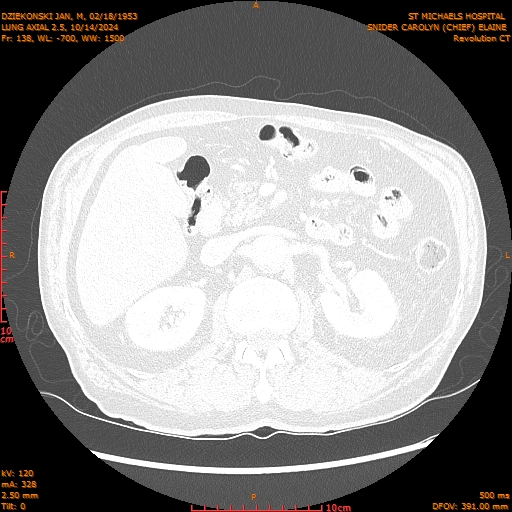 A
DZIEKONSKI JAN, M, 02/18/1953
LUNG AXIAL 2.5, 10/14/2024
Fr: 138, WL: -700, WW: 1500
ST MICHAELS HOSPITAL
SNIDER CAROLYN (CHIEF) ELAINE
Revolution CT
R
L
10
cm
kV: 120
mA: 328
2.50 mm
Tilt: 0
P
10cm
500 ms
DFOV: 391.00 mm